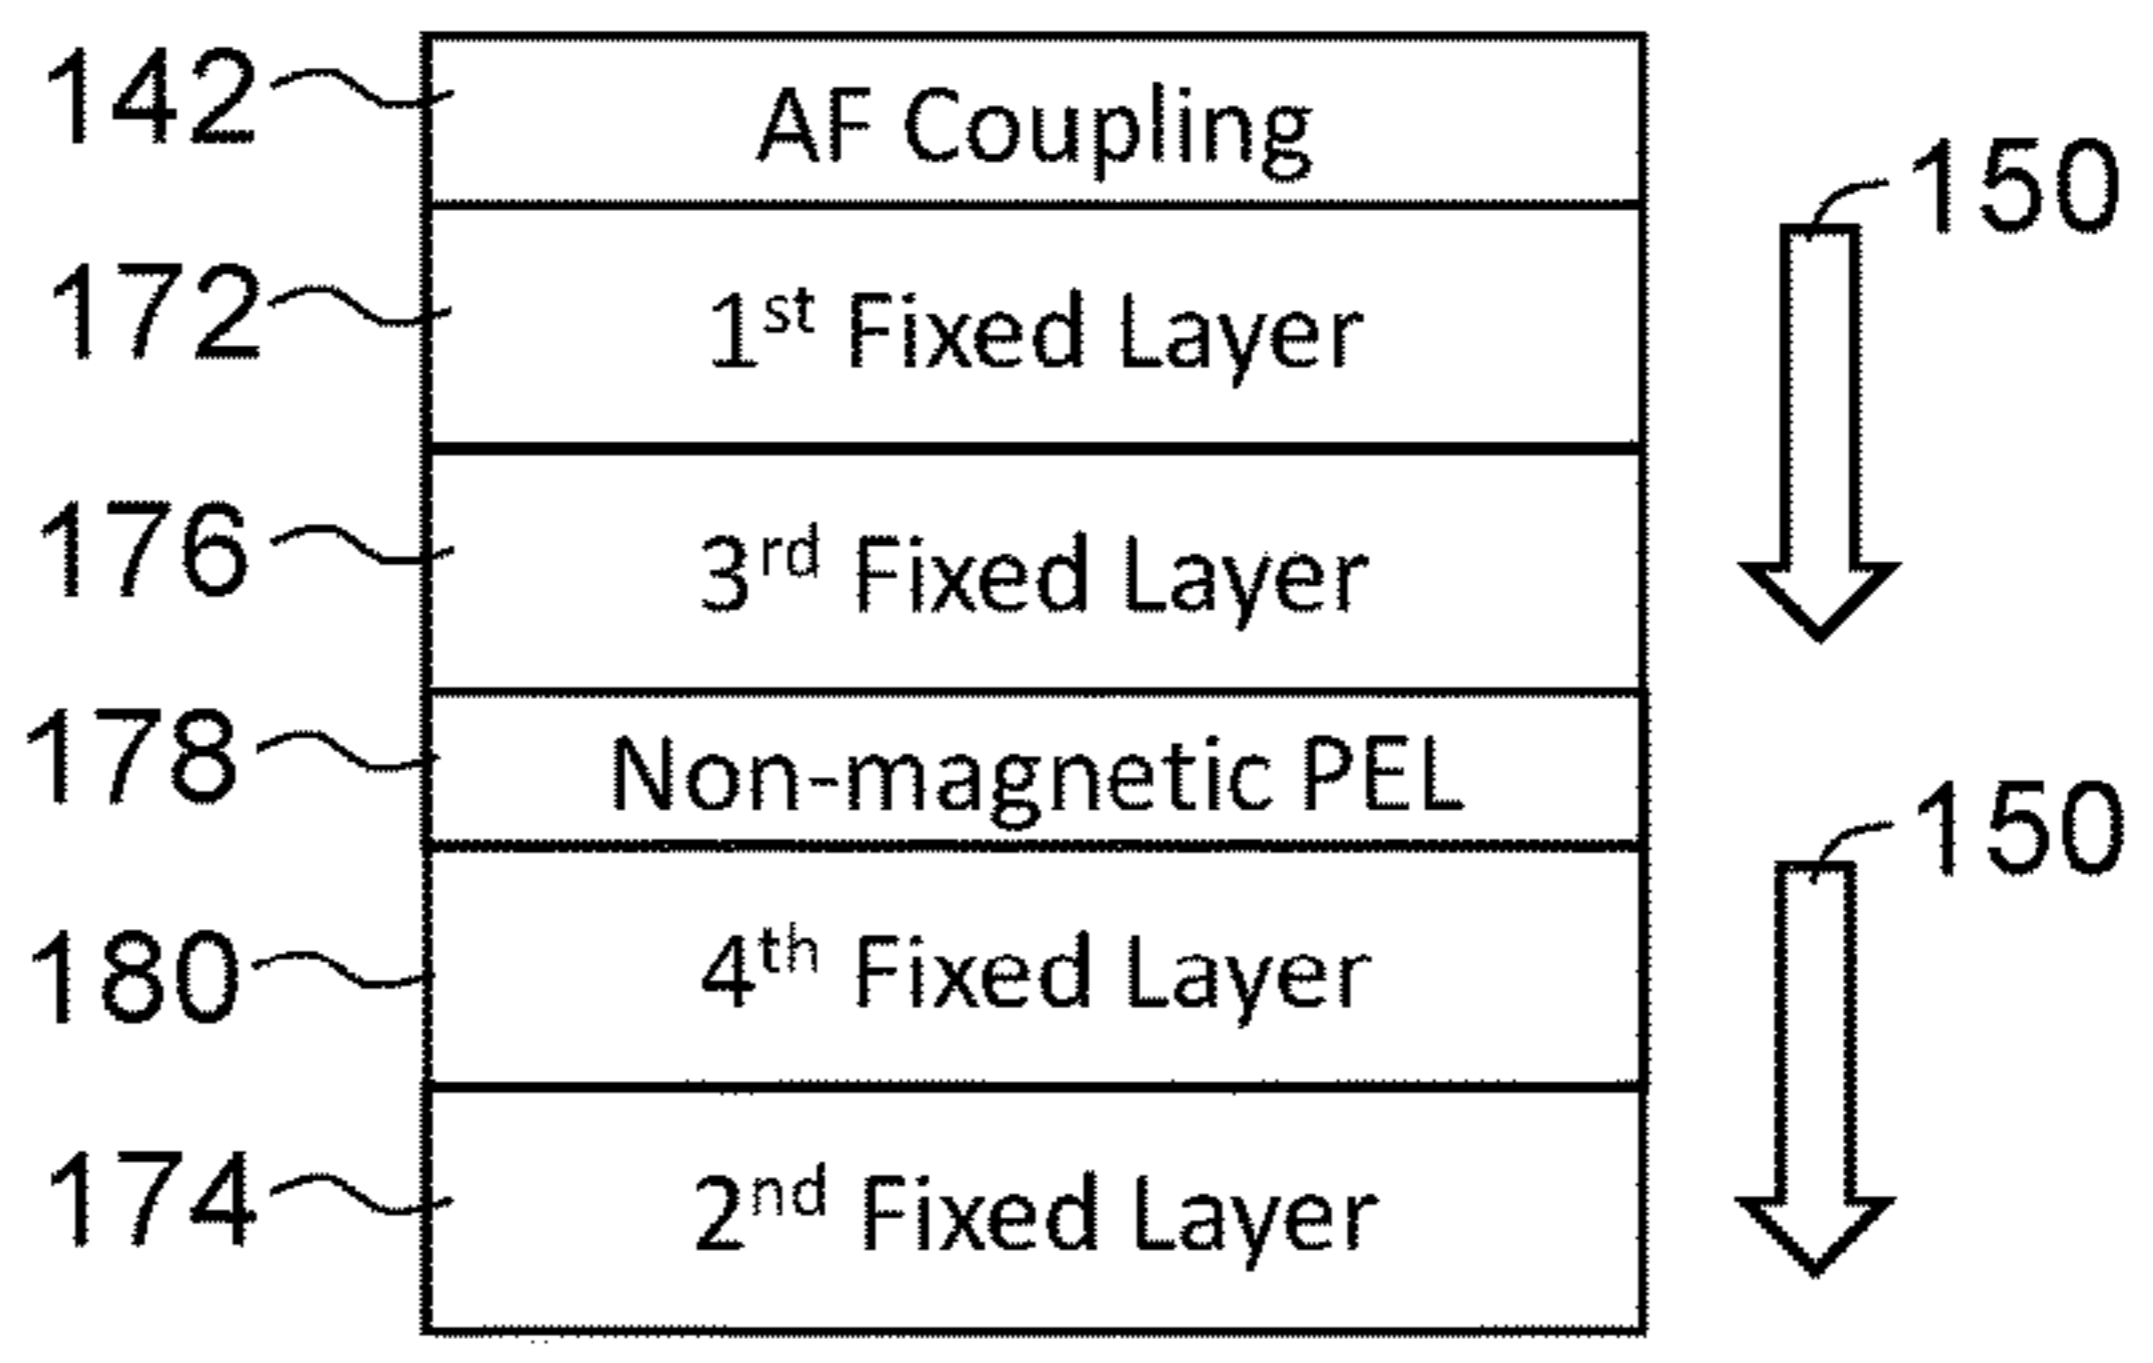 142 AF Coupling
150
172 1st Fixed Layer
176 3rd Fixed Layer
178 Non-magnetic PEL
150
180 4th Fixed Layer
174 2nd Fixed Layer